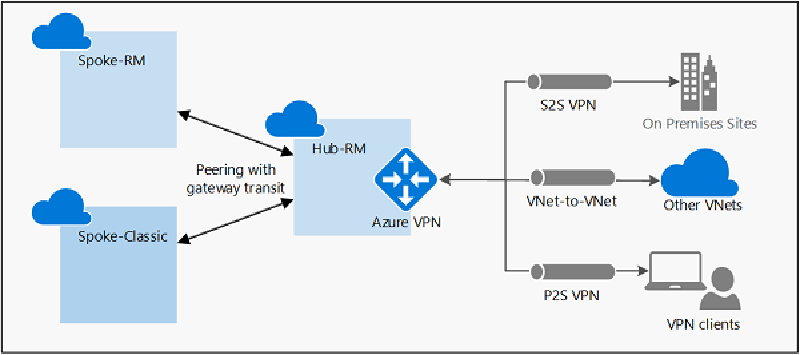 Spoke-RM
Spoke-Classic
Peering with
gateway transit
Hub-RM
Azure VPN
S2S VPN
On Premises Sites
VNet-to-VNet
Other VNets
P2S VPN
VPN clients